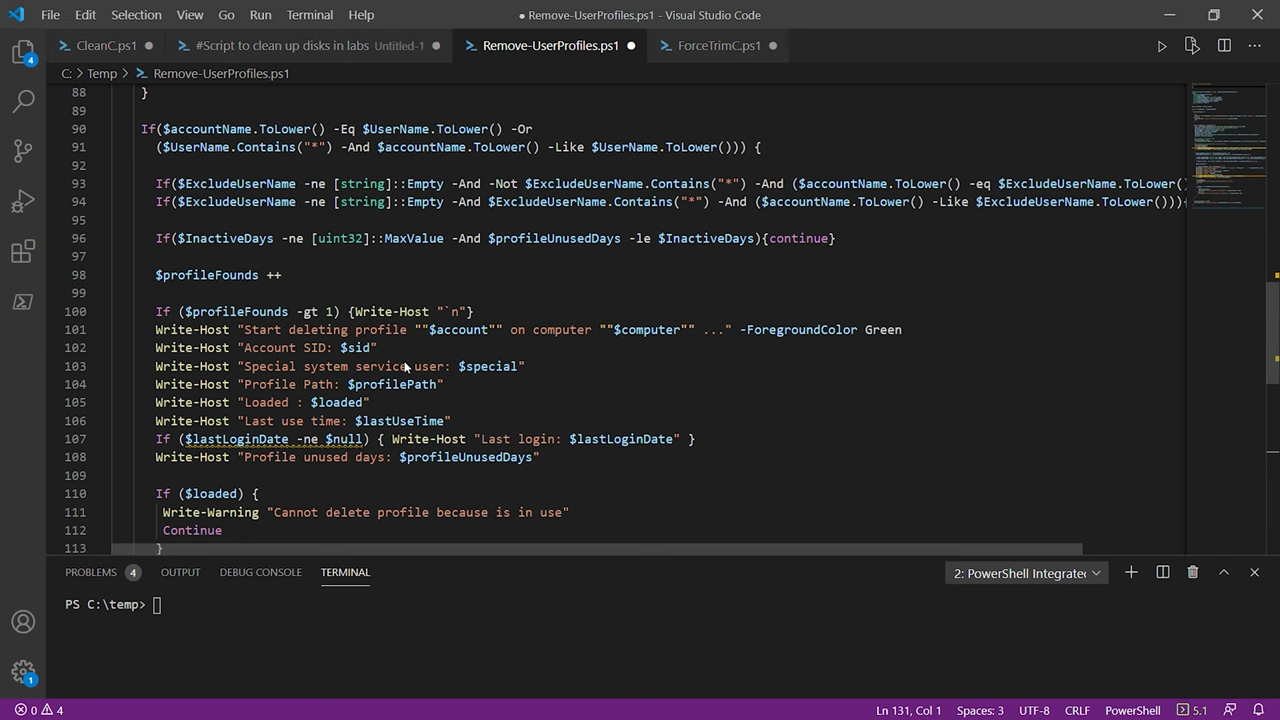 File Edit Selection View Go Run Terminal Help ● Remove-UserProfiles.ps1 - Visual Studio Code
CleanC.ps1 #Script to clean up disks in labs Untitled-1 Remove-UserProfiles.ps1 ForceTrimC.ps1
4
C: > Temp > Remove-UserProfiles.ps1
88 }
89
90 If($accountName.ToLower() -Eq $UserName.ToLower() -Or
91 ($UserName.Contains("*") -And $accountName.ToLower() -Like $UserName.ToLower())) {
92
93 If($ExcludeUserName -ne [string]::Empty -And -Not $ExcludeUserName.Contains("*") -And ($accountName.ToLower() -eq $ExcludeUserName.ToLower()
94 If($ExcludeUserName -ne [string]::Empty -And $ExcludeUserName.Contains("*") -And ($accountName.ToLower() -Like $ExcludeUserName.ToLower())){
95
96 If($InactiveDays -ne [uint32]::MaxValue -And $profileUnusedDays -le $InactiveDays){continue}
97
98 $profileFounds ++
99
100 If ($profileFounds -gt 1) {Write-Host "`n"}
101 Write-Host "Start deleting profile ""$account"" on computer ""$computer"" ..." -ForegroundColor Green
102 Write-Host "Account SID: $sid"
103 Write-Host "Special system service user: $special"
104 Write-Host "Profile Path: $profilePath"
105 Write-Host "Loaded : $loaded"
106 Write-Host "Last use time: $lastUseTime"
107 If ($lastLoginDate -ne $null) { Write-Host "Last login: $lastLoginDate" }
108 Write-Host "Profile unused days: $profileUnusedDays"
109
110 If ($loaded) {
111 Write-Warning "Cannot delete profile because is in use"
112 Continue
113 }
PROBLEMS 4 OUTPUT DEBUG CONSOLE TERMINAL 2: PowerShell Integrated
PS C:\temp>
1
0 4 Ln 131, Col 1 Spaces: 3 UTF-8 CRLF PowerShell 5.1